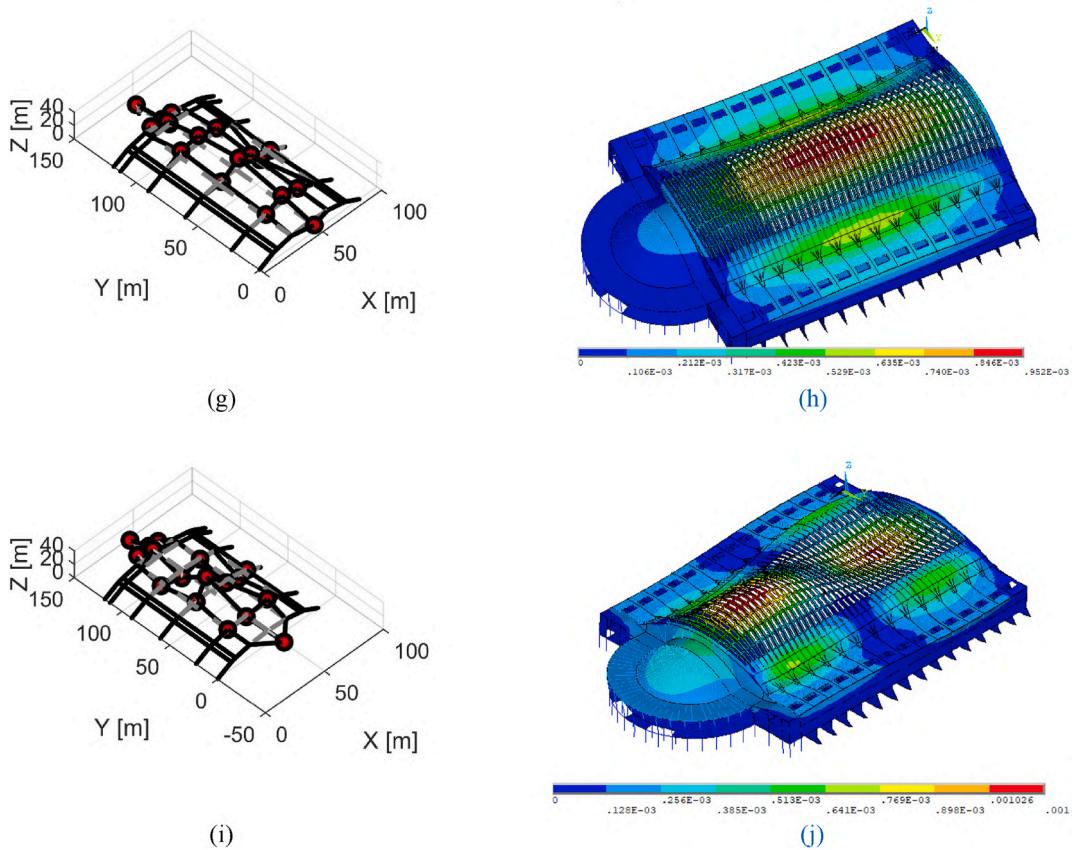 Z [m]
40
20
0
150
100
50
0
Y [m]
0
50
100
X [m]
(g)
Z
Y
0
.106E-03
.212E-03
.317E-03
.423E-03
.529E-03
.635E-03
.740E-03
.846E-03
.952E-03
(h)
Z [m]
40
20
0
150
100
50
0
-50
Y [m]
0
50
100
X [m]
(i)
Z
0
.128E-03
.256E-03
.385E-03
.513E-03
.641E-03
.769E-03
.898E-03
.001026
.001
(j)